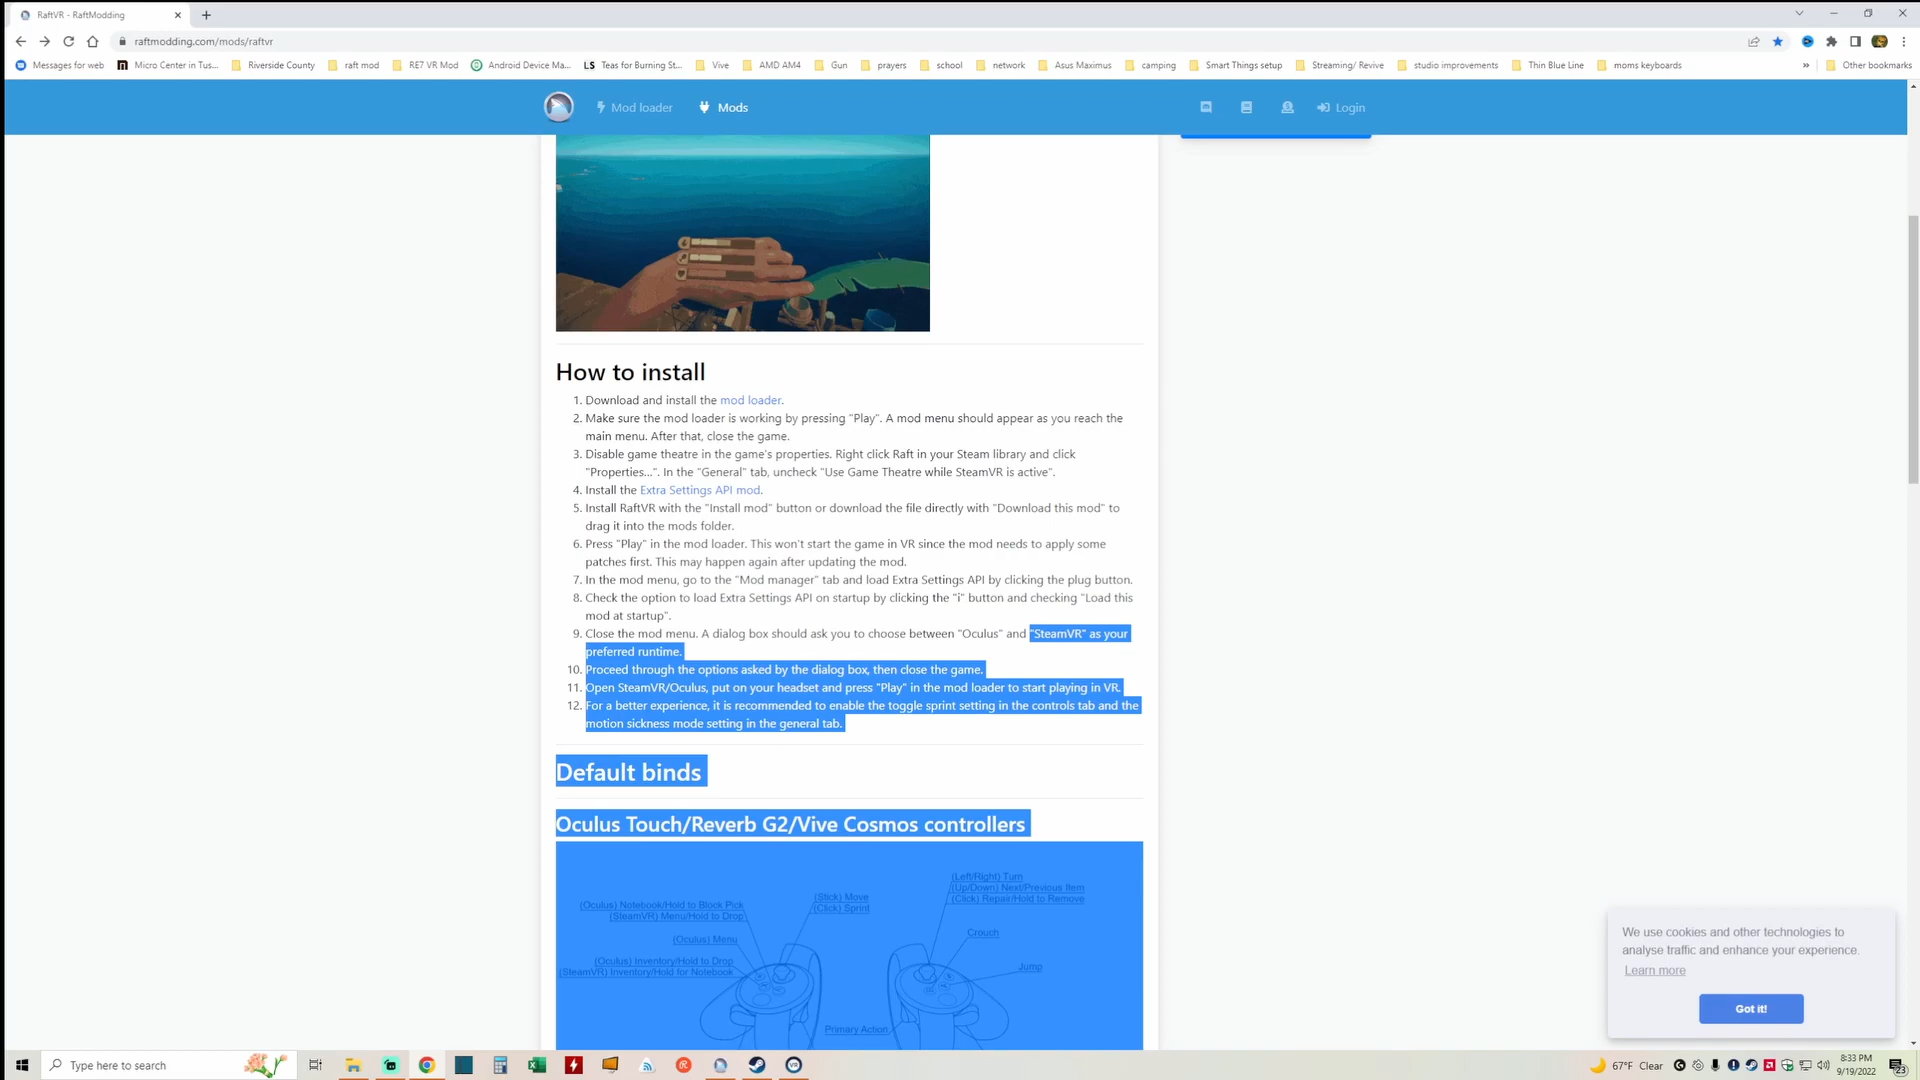 RaftVR - RaftModding
raftmodding.com/mods/raftvr
Messages for web
Micro Center in Tus...
Riverside County
raft mod
RE7 VR Mod
Android Device Ma...
LS Teas for Burning St...
Vive
AMD AM4
Gun
prayers
school
network
Asus Maximus
camping
Smart Things setup
Streaming/ Revive
studio improvements
Thin Blue Line
moms keyboards
»
Other bookmarks
Mod loader
Mods
Login
How to install
1. Download and install the mod loader.
2. Make sure the mod loader is working by pressing "Play". A mod menu should appear as you reach the
main menu. After that, close the game.
3. Disable game theatre in the game's properties. Right click Raft in your Steam library and click
"Properties...". In the "General" tab, uncheck "Use Game Theatre while SteamVR is active".
4. Install the Extra Settings API mod.
5. Install RaftVR with the "Install mod" button or download the file directly with "Download this mod" to
drag it into the mods folder.
6. Press "Play" in the mod loader. This won't start the game in VR since the mod needs to apply some
patches first. This may happen again after updating the mod.
7. In the mod menu, go to the "Mod manager" tab and load Extra Settings API by clicking the plug button.
8. Check the option to load Extra Settings API on startup by clicking the "i" button and checking "Load this
mod at startup".
9. Close the mod menu. A dialog box should ask you to choose between "Oculus" and "SteamVR" as your
preferred runtime.
10. Proceed through the options asked by the dialog box, then close the game.
11. Open SteamVR/Oculus, put on your headset and press "Play" in the mod loader to start playing in VR.
12. For a better experience, it is recommended to enable the toggle sprint setting in the controls tab and the
motion sickness mode setting in the general tab.
Default binds
Oculus Touch/Reverb G2/Vive Cosmos controllers
(Oculus) Notebook/Hold to Block Pick
(SteamVR) Menu/Hold to Drop
(Oculus) Menu
(Oculus) Inventory/Hold to Drop
(SteamVR) Inventory/Hold for Notebook
(Stick) Move
(Click) Sprint
(Left/Right) Turn
(Up/Down) Next/Previous Item
(Click) Repair/Hold to Remove
Crouch
Jump
Primary Action
We use cookies and other technologies to
analyse traffic and enhance your experience.
Learn more
Got it!
Type here to search
67°F Clear
8:33 PM
9/19/2022
23